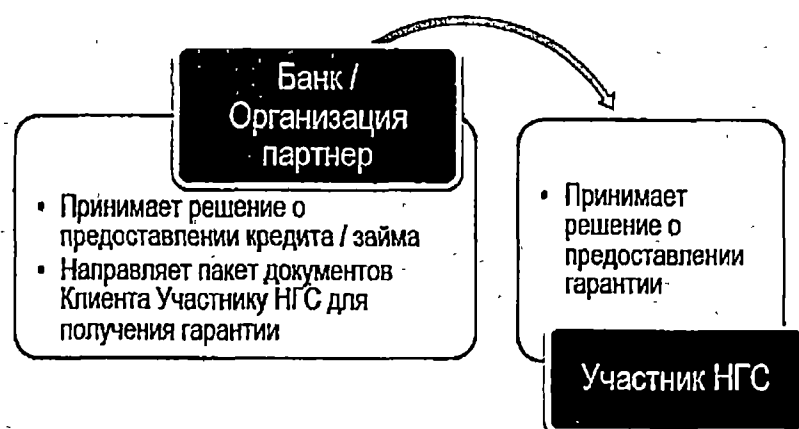 Банк /
Организация
партнер
• Принимает решение о
предоставлении кредита / займа
• Направляет пакет документов
Клиента Участнику НГС для
получения гарантии
• Принимает
решение о
предоставлении
гарантии
Участник НГС